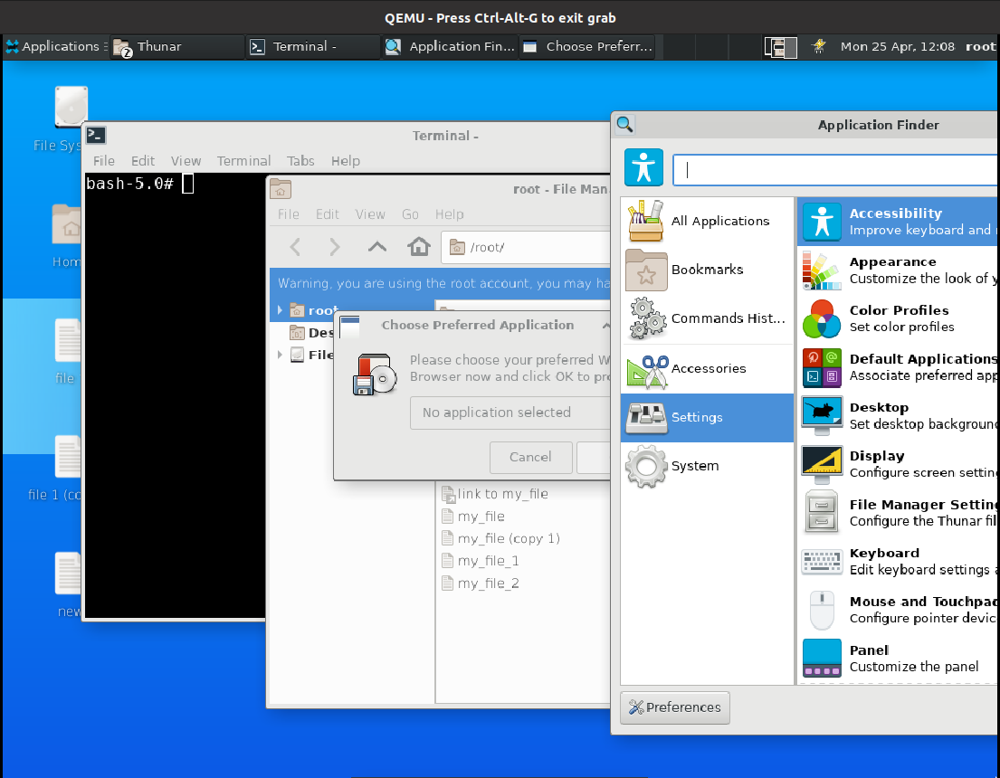 QEMU - Press Ctrl-Alt-G to exit grab
Applications
2
Thunar
Terminal -
Application Fin...
Choose Preferr...
Mon 25 Apr, 12:08
root
File Sys
Hom
file
file 1 (co
new
Terminal -
File Edit View Terminal Tabs Help
bash-5.0#
root - File Man
File Edit View Go Help
/root/
Warning, you are using the root account, you may ha
root
Des
File
link to my_file
my_file
my_file (copy 1)
my_file_1
my_file_2
Choose Preferred Application
Please choose your preferred W
Browser now and click OK to pro
No application selected
Cancel
Application Finder
All Applications
Bookmarks
Commands Hist...
Accessories
Settings
System
Accessibility
Improve keyboard and
Appearance
Customize the look of y
Color Profiles
Set color profiles
Default Applications
Associate preferred app
Desktop
Set desktop background
Display
Configure screen settin
File Manager Setting
Configure the Thunar fil
Keyboard
Edit keyboard settings a
Mouse and Touchpad
Configure pointer devic
Panel
Customize the panel
Preferences